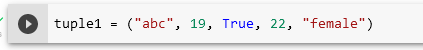 tuple1 = ("abc", 19, True, 22, "female")